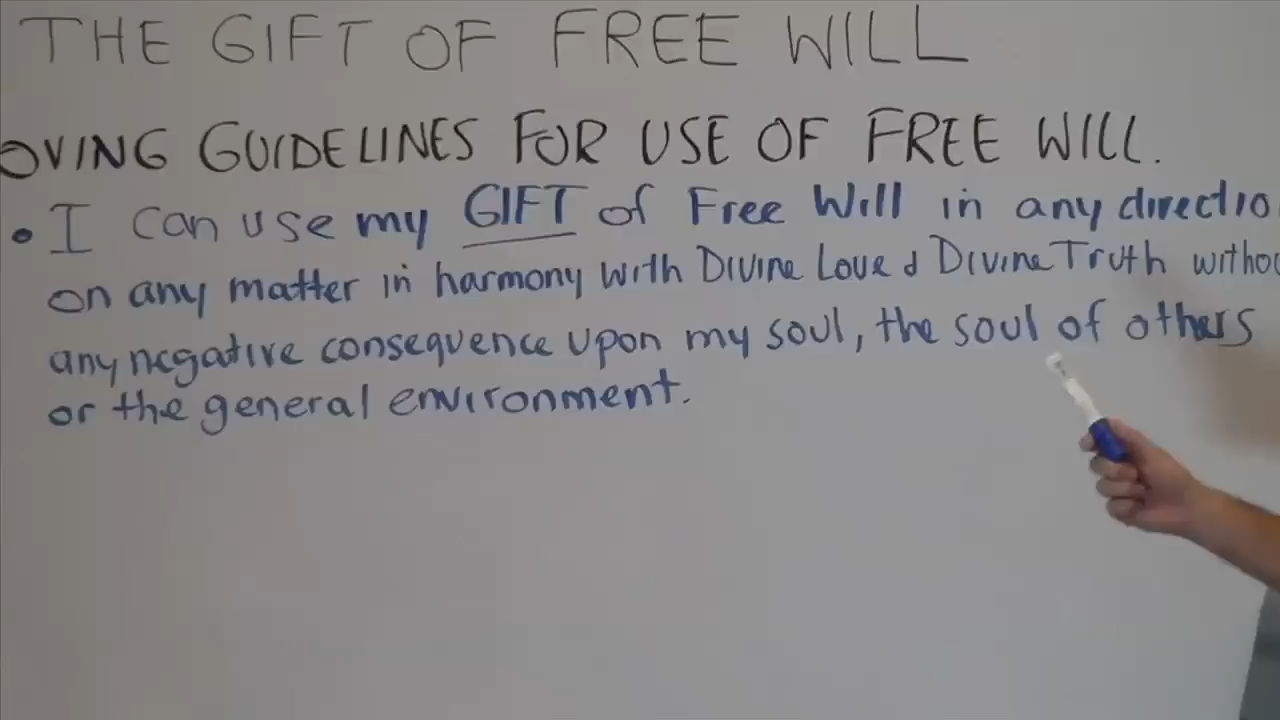 THE GIFT OF FREE WILL
OVING GUIDELINES FOR USE OF FREE WILL.
• I can use my GIFT of Free Will in any directio
on any matter in harmony with Divine Love & Divine Truth withou
any negative consequence upon my soul, the soul of others
or the general environment.